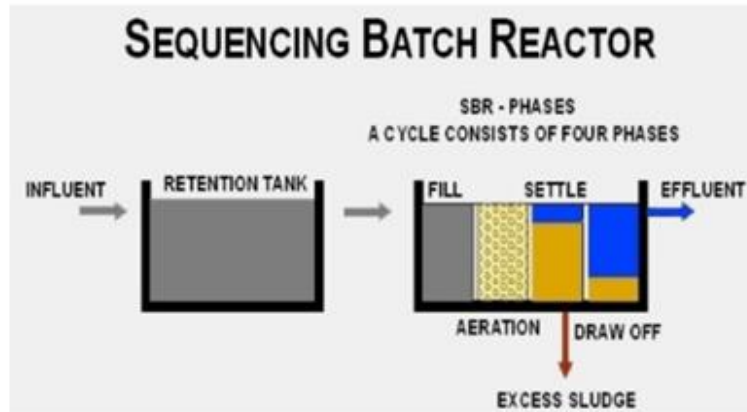 SEQUENCING BATCH REACTOR
SBR - PHASES
A CYCLE CONSISTS OF FOUR PHASES
INFLUENT
RETENTION TANK
FILL
SETTLE
EFFLUENT
AERATION
DRAW OFF
EXCESS SLUDGE